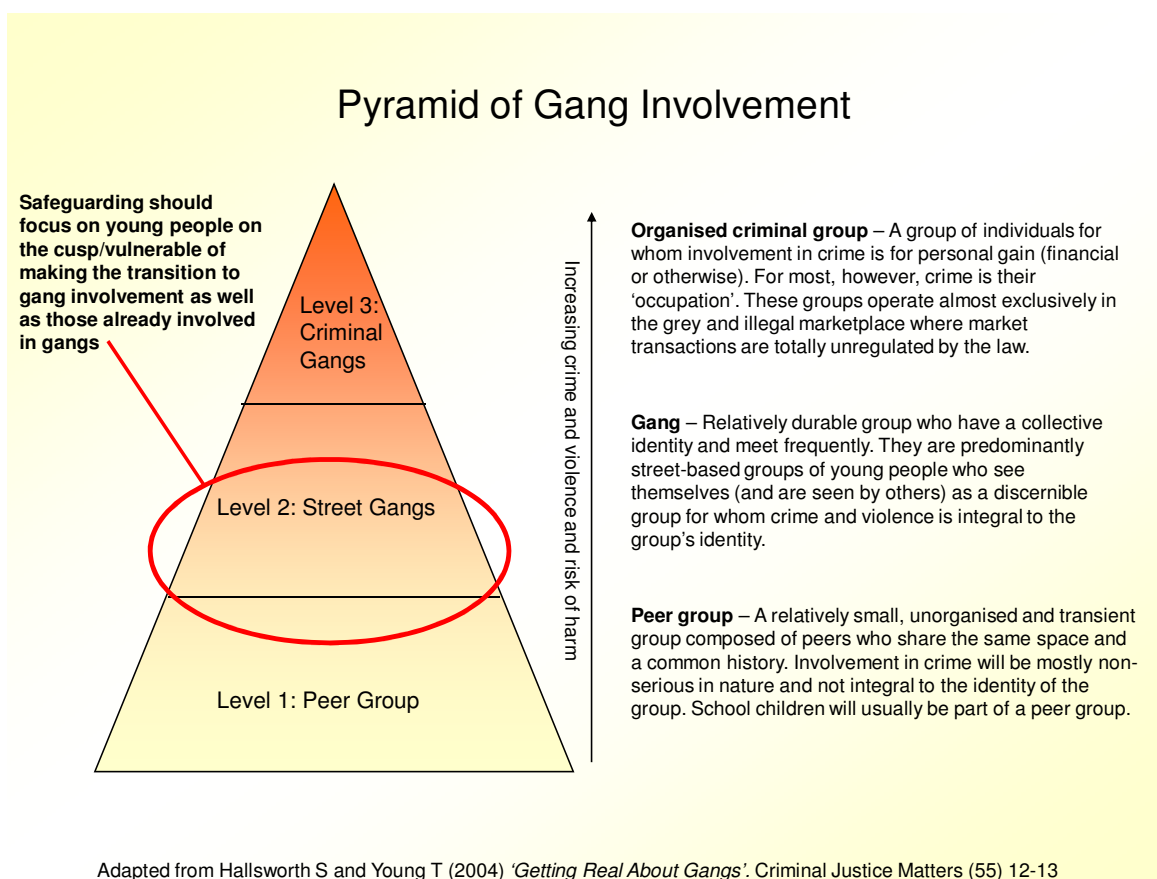 Pyramid of Gang Involvement
Safeguarding should
focus on young people on
the cusp/vulnerable of
making the transition to
gang involvement as well
as those already involved
in gangs
Level 3:
Criminal
Gangs
Level 2: Street Gangs
Level 1: Peer Group
Increasing crime and violence and risk of harm
Organised criminal group – A group of individuals for
whom involvement in crime is for personal gain (financial
or otherwise). For most, however, crime is their
‘occupation’. These groups operate almost exclusively in
the grey and illegal marketplace where market
transactions are totally unregulated by the law.
Gang – Relatively durable group who have a collective
identity and meet frequently. They are predominantly
street-based groups of young people who see
themselves (and are seen by others) as a discernible
group for whom crime and violence is integral to the
group’s identity.
Peer group – A relatively small, unorganised and transient
group composed of peers who share the same space and
a common history. Involvement in crime will be mostly non-
serious in nature and not integral to the identity of the
group. School children will usually be part of a peer group.
Adapted from Hallsworth S and Young T (2004) ‘Getting Real About Gangs’. Criminal Justice Matters (55) 12-13